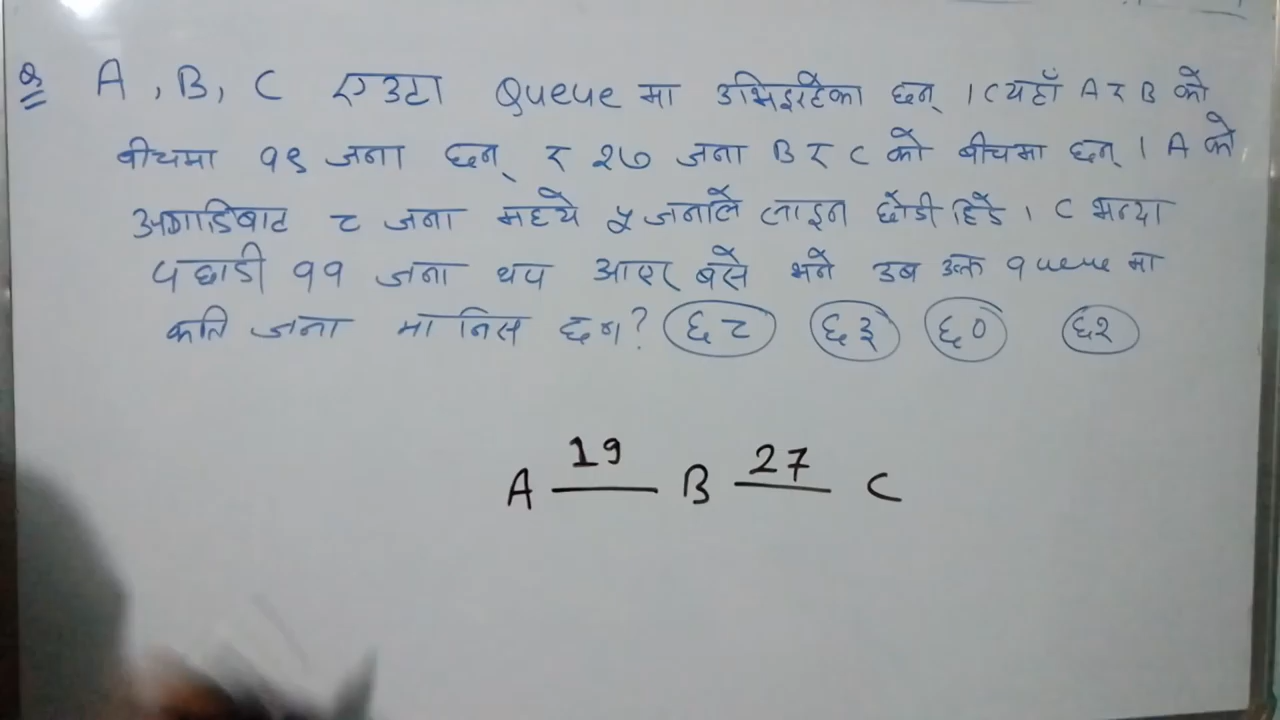 Q A, B, C एउटा Queue मा उभिइरहेका छन् । यहाँ A र B को
बीचमा १९ जना छन् र २७ जना B र C को बीचमा छन् । A को
अगाडिबाट ८ जना मध्ये ५ जनाले लाइन छोडी हिँडे । C भन्दा
पछाडी ११ जना थप आएर बसे भने अब उक्त queue मा
कति जना मानिस छन्? ६८ ६३ ६० ६२
19 27
A B C